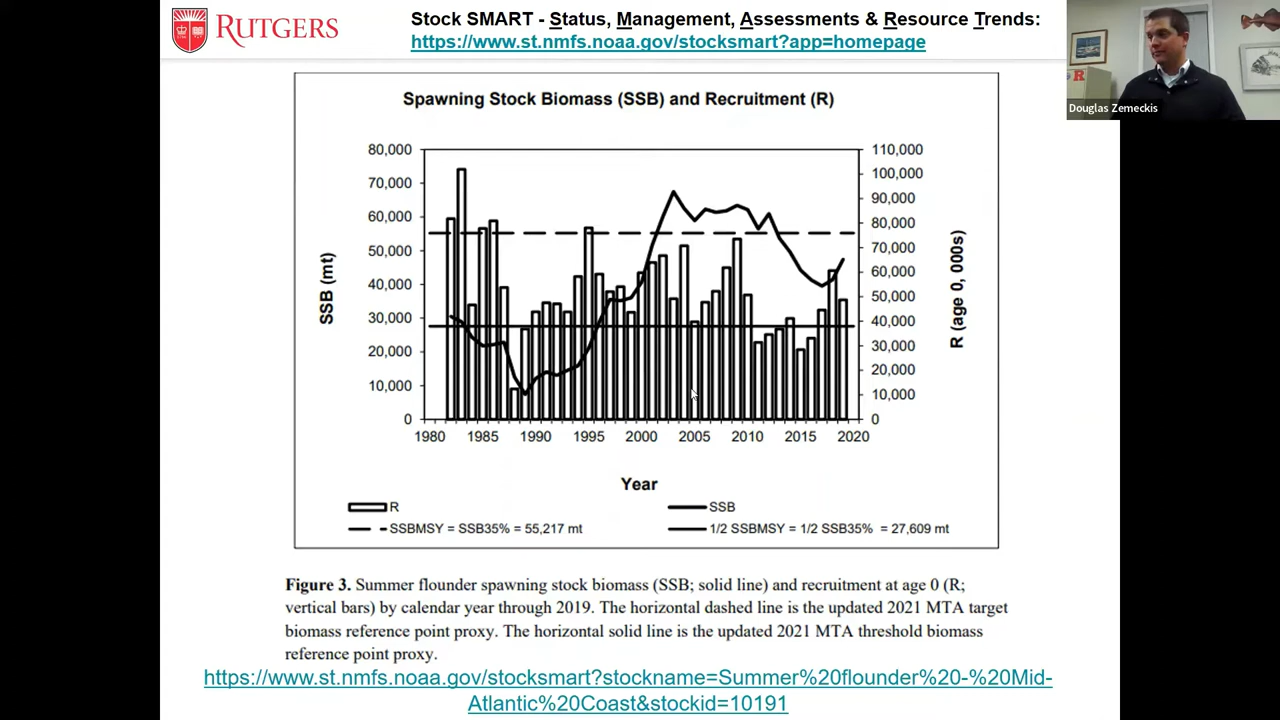 RUTGERS
Stock SMART - Status, Management, Assessments & Resource Trends:
https://www.st.nmfs.noaa.gov/stocksmart?app=homepage
R
Douglas Zemeckis
Spawning Stock Biomass (SSB) and Recruitment (R)
80,000
70,000
60,000
50,000
40,000
30,000
20,000
10,000
0
SSB (mt)
110,000
100,000
90,000
80,000
70,000
60,000
50,000
40,000
30,000
20,000
10,000
0
R (age 0, 000s)
1980 1985 1990 1995 2000 2005 2010 2015 2020
Year
R SSB
SSBMSY = SSB35% = 55,217 mt 1/2 SSBMSY = 1/2 SSB35% = 27,609 mt
Figure 3. Summer flounder spawning stock biomass (SSB; solid line) and recruitment at age 0 (R;
vertical bars) by calendar year through 2019. The horizontal dashed line is the updated 2021 MTA target
biomass reference point proxy. The horizontal solid line is the updated 2021 MTA threshold biomass
reference point proxy.
https://www.st.nmfs.noaa.gov/stocksmart?stockname=Summer%20flounder%20-%20Mid-
Atlantic%20Coast&stockid=10191